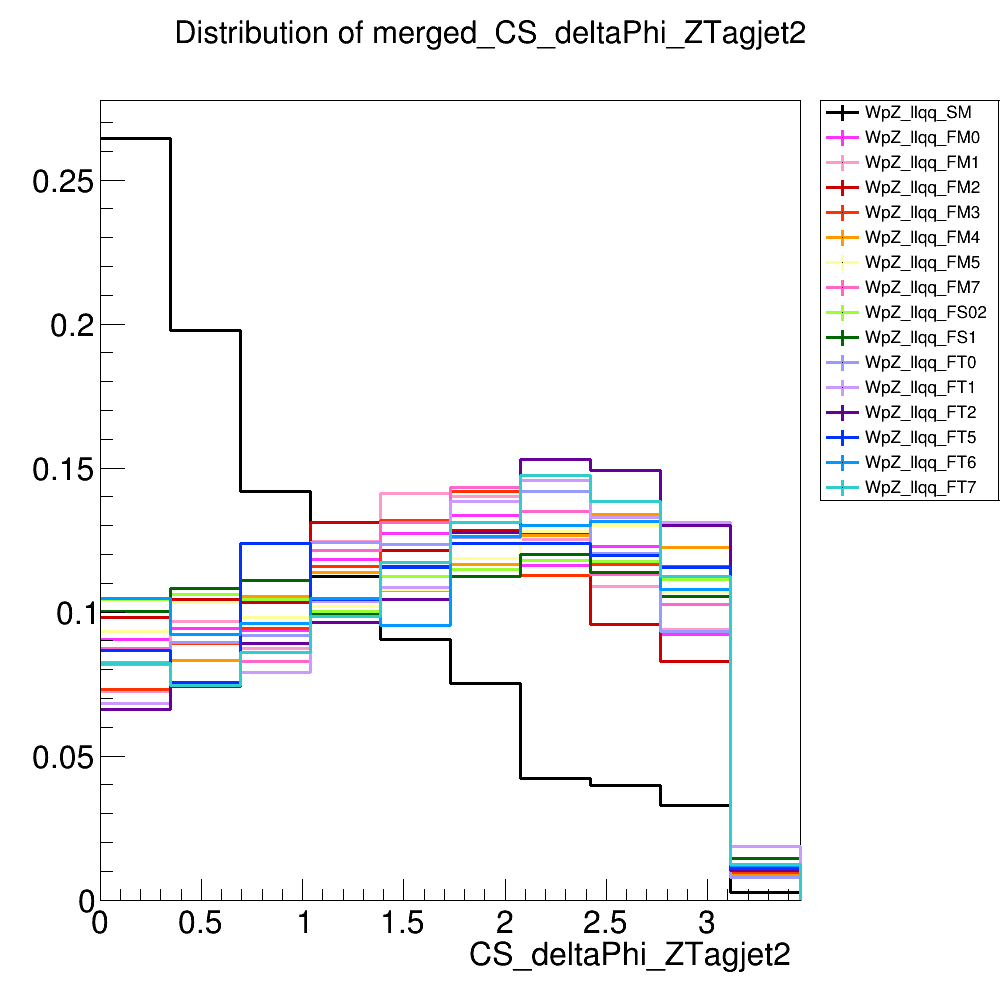 Distribution of merged_CS_deltaPhi_ZTagjet2
WpZ_llqq_SM
WpZ_llqq_FM0
WpZ_llqq_FM1
WpZ_llqq_FM2
WpZ_llqq_FM3
WpZ_llqq_FM4
WpZ_llqq_FM5
WpZ_llqq_FM7
WpZ_llqq_FS02
WpZ_llqq_FS1
WpZ_llqq_FT0
WpZ_llqq_FT1
WpZ_llqq_FT2
WpZ_llqq_FT5
WpZ_llqq_FT6
WpZ_llqq_FT7
0.25
0.2
0.15
0.1
0.05
0
0 0.5 1 1.5 2 2.5 3
CS_deltaPhi_ZTagjet2